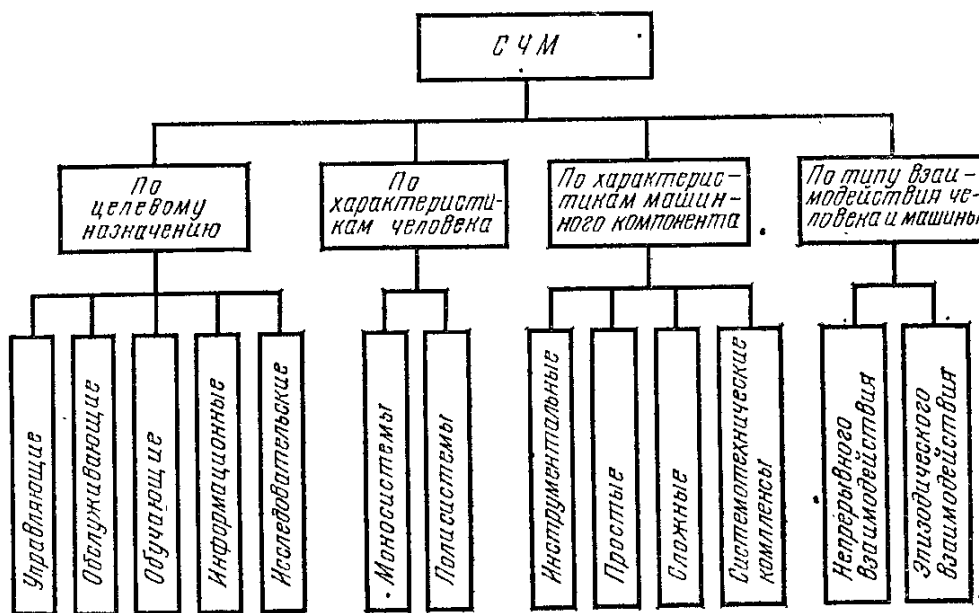 СЧМ
По
целевому
назначению
По
характеристи-
кам человека
По характерис-
тикам машин-
ного компонента
По типу взаи-
модействия че-
ловека и машины
Управляющие
Обслуживающие
Обучающие
Информационные
Исследовательские
Моносистемы
Полисистемы
Инструментальные
Простые
Сложные
Системотехнические
комплексы
Непрерывного
взаимодействия
Эпизодического
взаимодействия